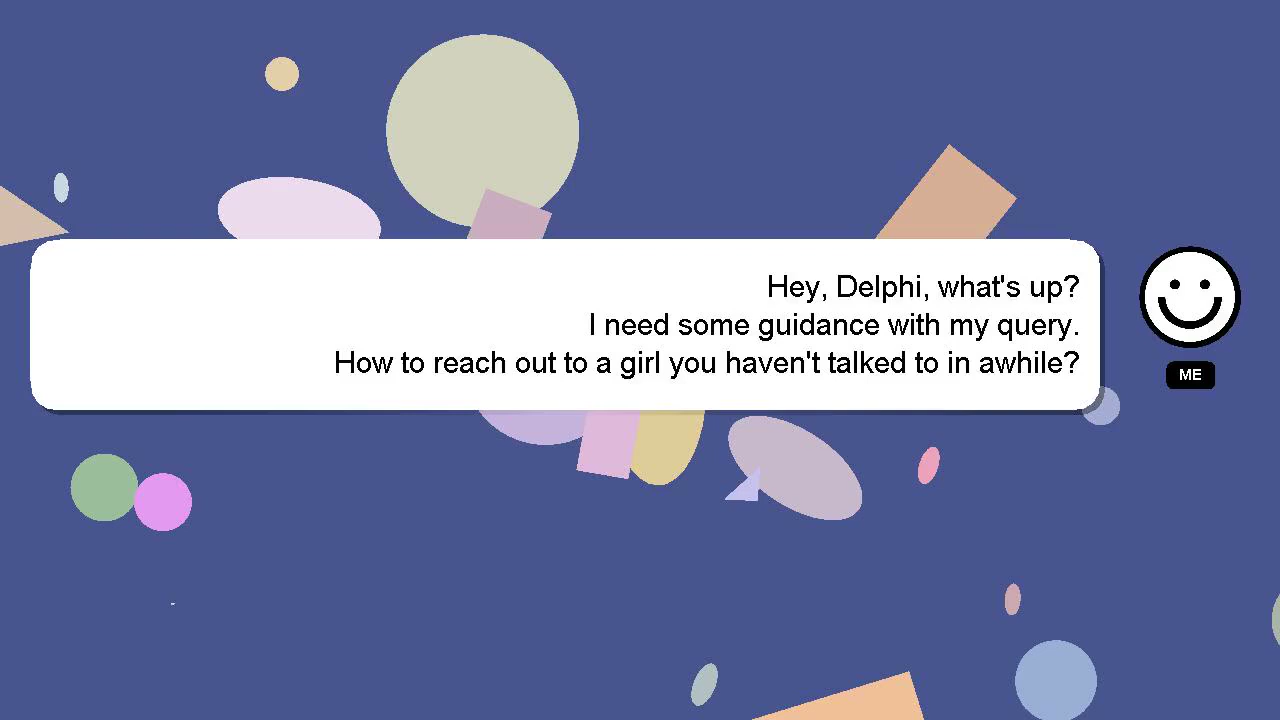 Hey, Delphi, what's up?
I need some guidance with my query.
How to reach out to a girl you haven't talked to in awhile?
ME